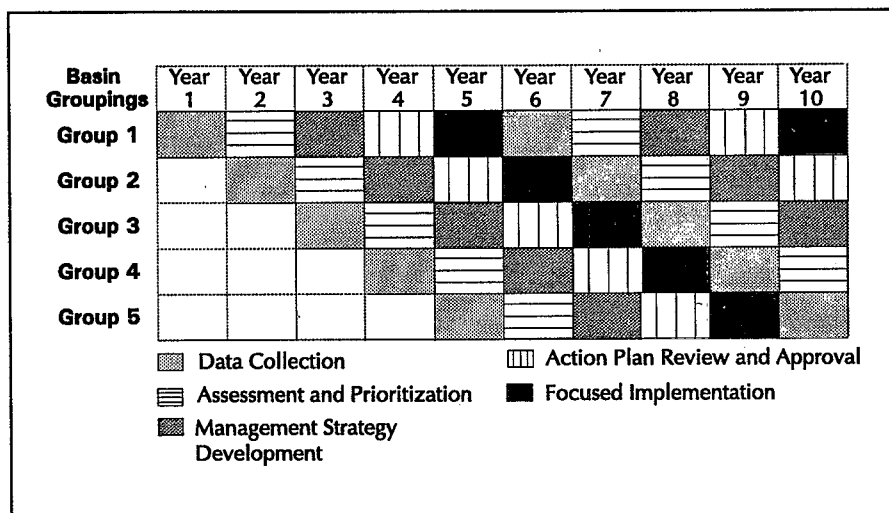 Basin Groupings Year 1 Year 2 Year 3 Year 4 Year 5 Year 6 Year 7 Year 8 Year 9 Year 10
Group 1
Group 2
Group 3
Group 4
Group 5
Data Collection
Action Plan Review and Approval
Assessment and Prioritization
Focused Implementation
Management Strategy
Development